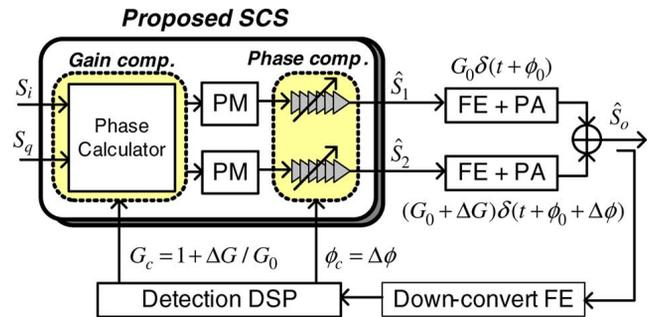 Proposed SCS
Gain comp.
Phase comp.
S_i
S_q
Phase
Calculator
PM
PM
Ŝ_1
Ŝ_2
G_0δ(t+ϕ_0)
FE + PA
FE + PA
Ŝ_o
(G_0+ΔG)δ(t+ϕ_0+Δϕ)
G_c=1+ΔG/G_0
ϕ_c=Δϕ
Detection DSP
Down-convert FE